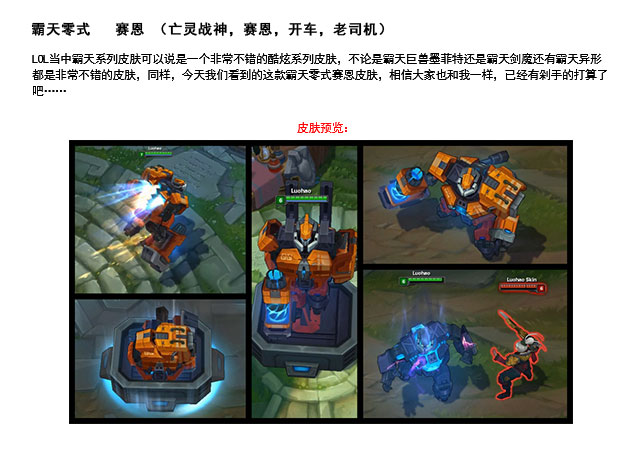 霸天零式 赛恩 （亡灵战神，赛恩，开车，老司机）
LOL当中霸天系列皮肤可以说是一个非常不错的酷炫系列皮肤，不论是霸天巨兽墨菲特还是霸天剑魔还有霸天异形
都是非常不错的皮肤，同样，今天我们看到的这款霸天零式赛恩皮肤，相信大家也和我一样，已经有剁手的打算了
吧……
皮肤预览：
Luohao
Luohao
6
Luohao
6
Luohao Skin
6